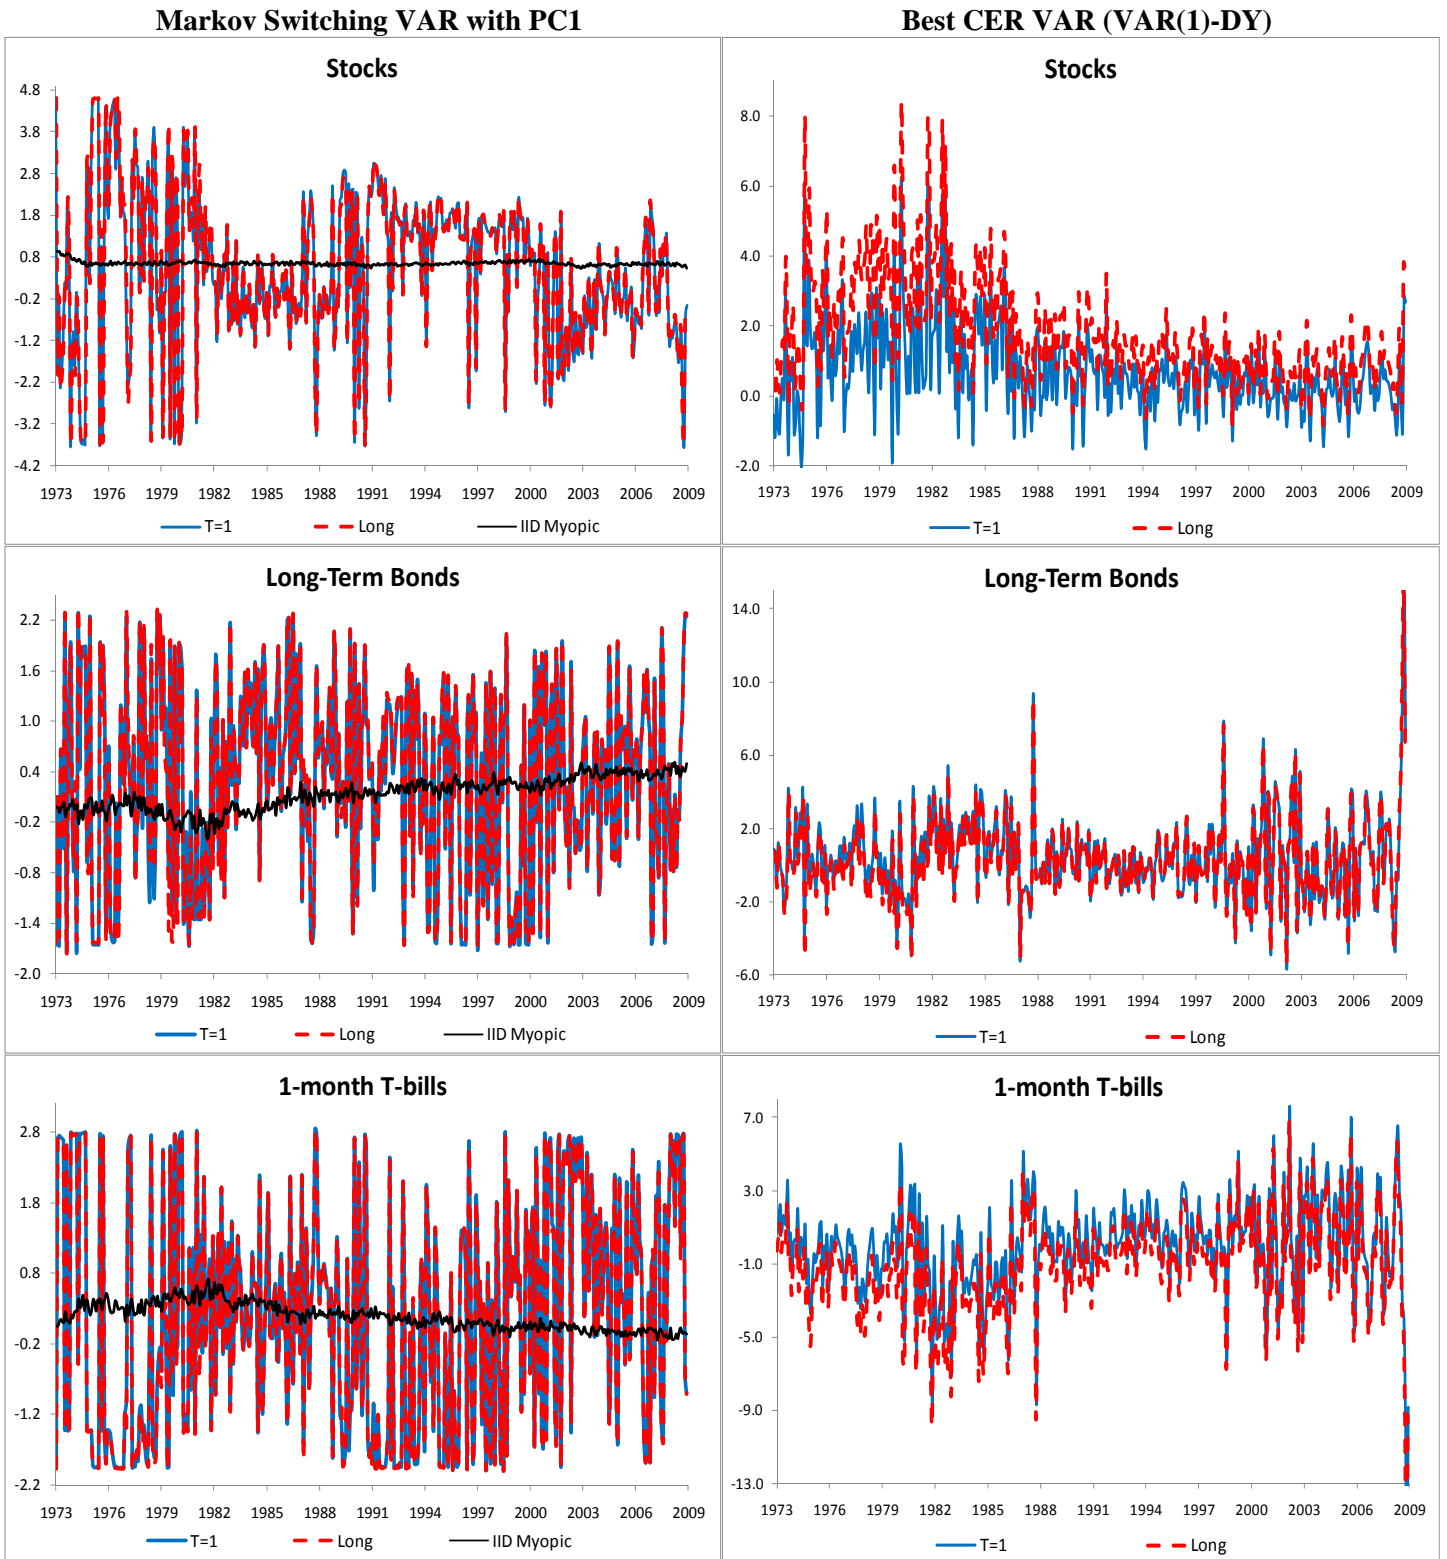 Markov Switching VAR with PC1
Best CER VAR (VAR(1)-DY)
Stocks
4.8
3.8
2.8
1.8
0.8
-0.2
-1.2
-2.2
-3.2
-4.2
1973 1976 1979 1982 1985 1988 1991 1994 1997 2000 2003 2006 2009
T=1 Long IID Myopic
Stocks
8.0
6.0
4.0
2.0
0.0
-2.0
1973 1976 1979 1982 1985 1988 1991 1994 1997 2000 2003 2006 2009
T=1 Long
Long-Term Bonds
2.2
1.6
1.0
0.4
-0.2
-0.8
-1.4
-2.0
1973 1976 1979 1982 1985 1988 1991 1994 1997 2000 2003 2006 2009
T=1 Long IID Myopic
Long-Term Bonds
14.0
10.0
6.0
2.0
-2.0
-6.0
1973 1976 1979 1982 1985 1988 1991 1994 1997 2000 2003 2006 2009
T=1 Long
1-month T-bills
2.8
1.8
0.8
-0.2
-1.2
-2.2
1973 1976 1979 1982 1985 1988 1991 1994 1997 2000 2003 2006 2009
T=1 Long IID Myopic
1-month T-bills
7.0
3.0
-1.0
-5.0
-9.0
-13.0
1973 1976 1979 1982 1985 1988 1991 1994 1997 2000 2003 2006 2009
T=1 Long